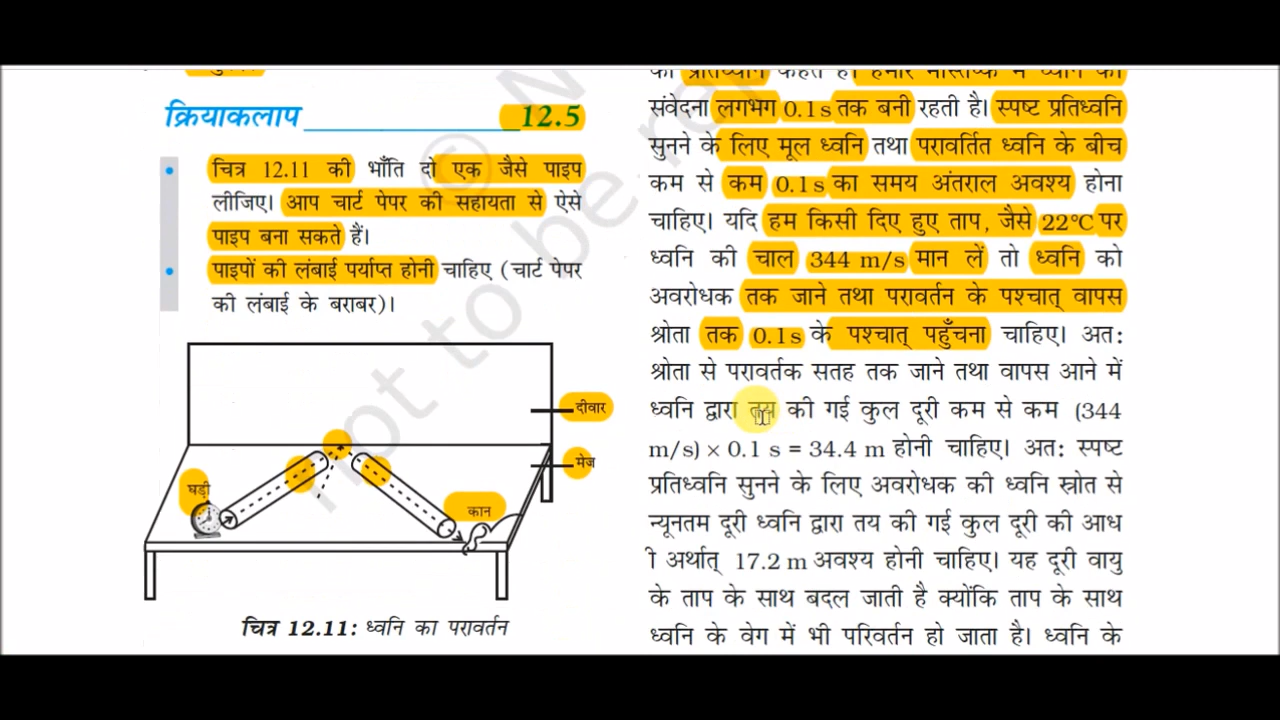 क्रियाकलाप 12.5
• चित्र 12.11 की भाँति दो एक जैसे पाइप
लीजिए। आप चार्ट पेपर की सहायता से ऐसे
पाइप बना सकते हैं।
• पाइपों की लंबाई पर्याप्त होनी चाहिए (चार्ट पेपर
की लंबाई के बराबर)।
दीवार
मेज
घड़ी
कान
चित्र 12.11: ध्वनि का परावर्तन
संवेदना लगभग 0.1 s तक बनी रहती है। स्पष्ट प्रतिध्वनि
सुनने के लिए मूल ध्वनि तथा परावर्तित ध्वनि के बीच
कम से कम 0.1 s का समय अंतराल अवश्य होना
चाहिए। यदि हम किसी दिए हुए ताप, जैसे 22°C पर
ध्वनि की चाल 344 m/s मान लें तो ध्वनि को
अवरोधक तक जाने तथा परावर्तन के पश्चात् वापस
श्रोता तक 0.1 s के पश्चात् पहुँचना चाहिए। अत:
श्रोता से परावर्तक सतह तक जाने तथा वापस आने में
ध्वनि द्वारा तय की गई कुल दूरी कम से कम (344
m/s) × 0.1 s = 34.4 m होनी चाहिए। अत: स्पष्ट
प्रतिध्वनि सुनने के लिए अवरोधक की ध्वनि स्रोत से
न्यूनतम दूरी ध्वनि द्वारा तय की गई कुल दूरी की आध
ी अर्थात् 17.2 m अवश्य होनी चाहिए। यह दूरी वायु
के ताप के साथ बदल जाती है क्योंकि ताप के साथ
ध्वनि के वेग में भी परिवर्तन हो जाता है। ध्वनि के
not to be